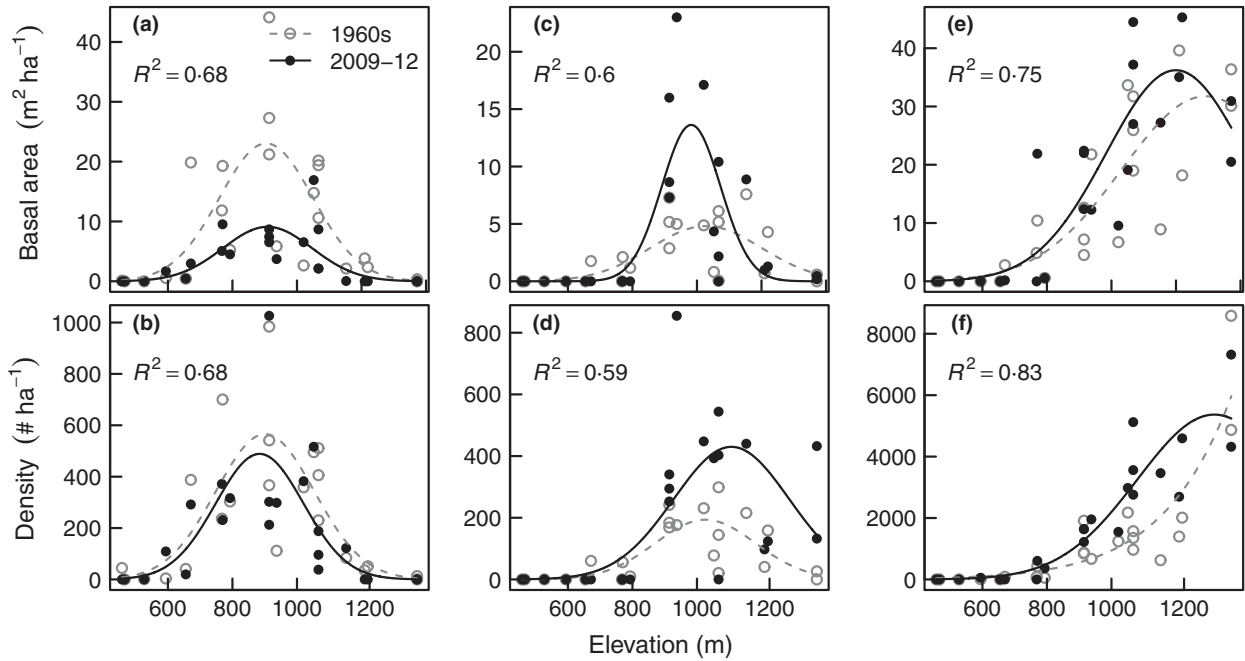 (a)
1960s
2009–12
R² = 0·68
Basal area (m² ha⁻¹)
0
10
20
30
40
(c)
R² = 0·6
0
5
10
15
20
(e)
R² = 0·75
0
10
20
30
40
(b)
R² = 0·68
Density (# ha⁻¹)
0
200
400
600
800
1000
600
800
1000
1200
(d)
R² = 0·59
0
200
400
600
800
600
800
1000
1200
(f)
R² = 0·83
0
2000
4000
6000
8000
600
800
1000
1200
Elevation (m)